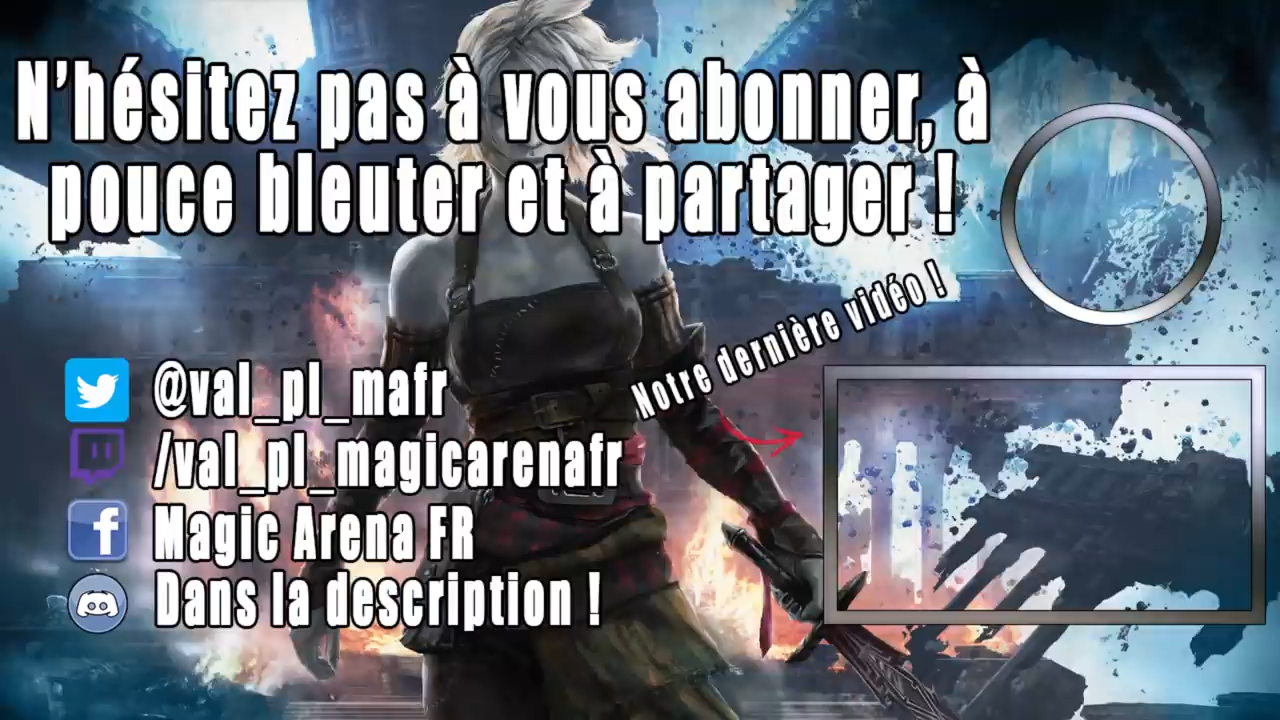 N'hésitez pas à vous abonner, à
pouce bleuter et à partager !
Notre dernière vidéo !
@val_pl_mafr
/val_pl_magicarenafr
Magic Arena FR
Dans la description !